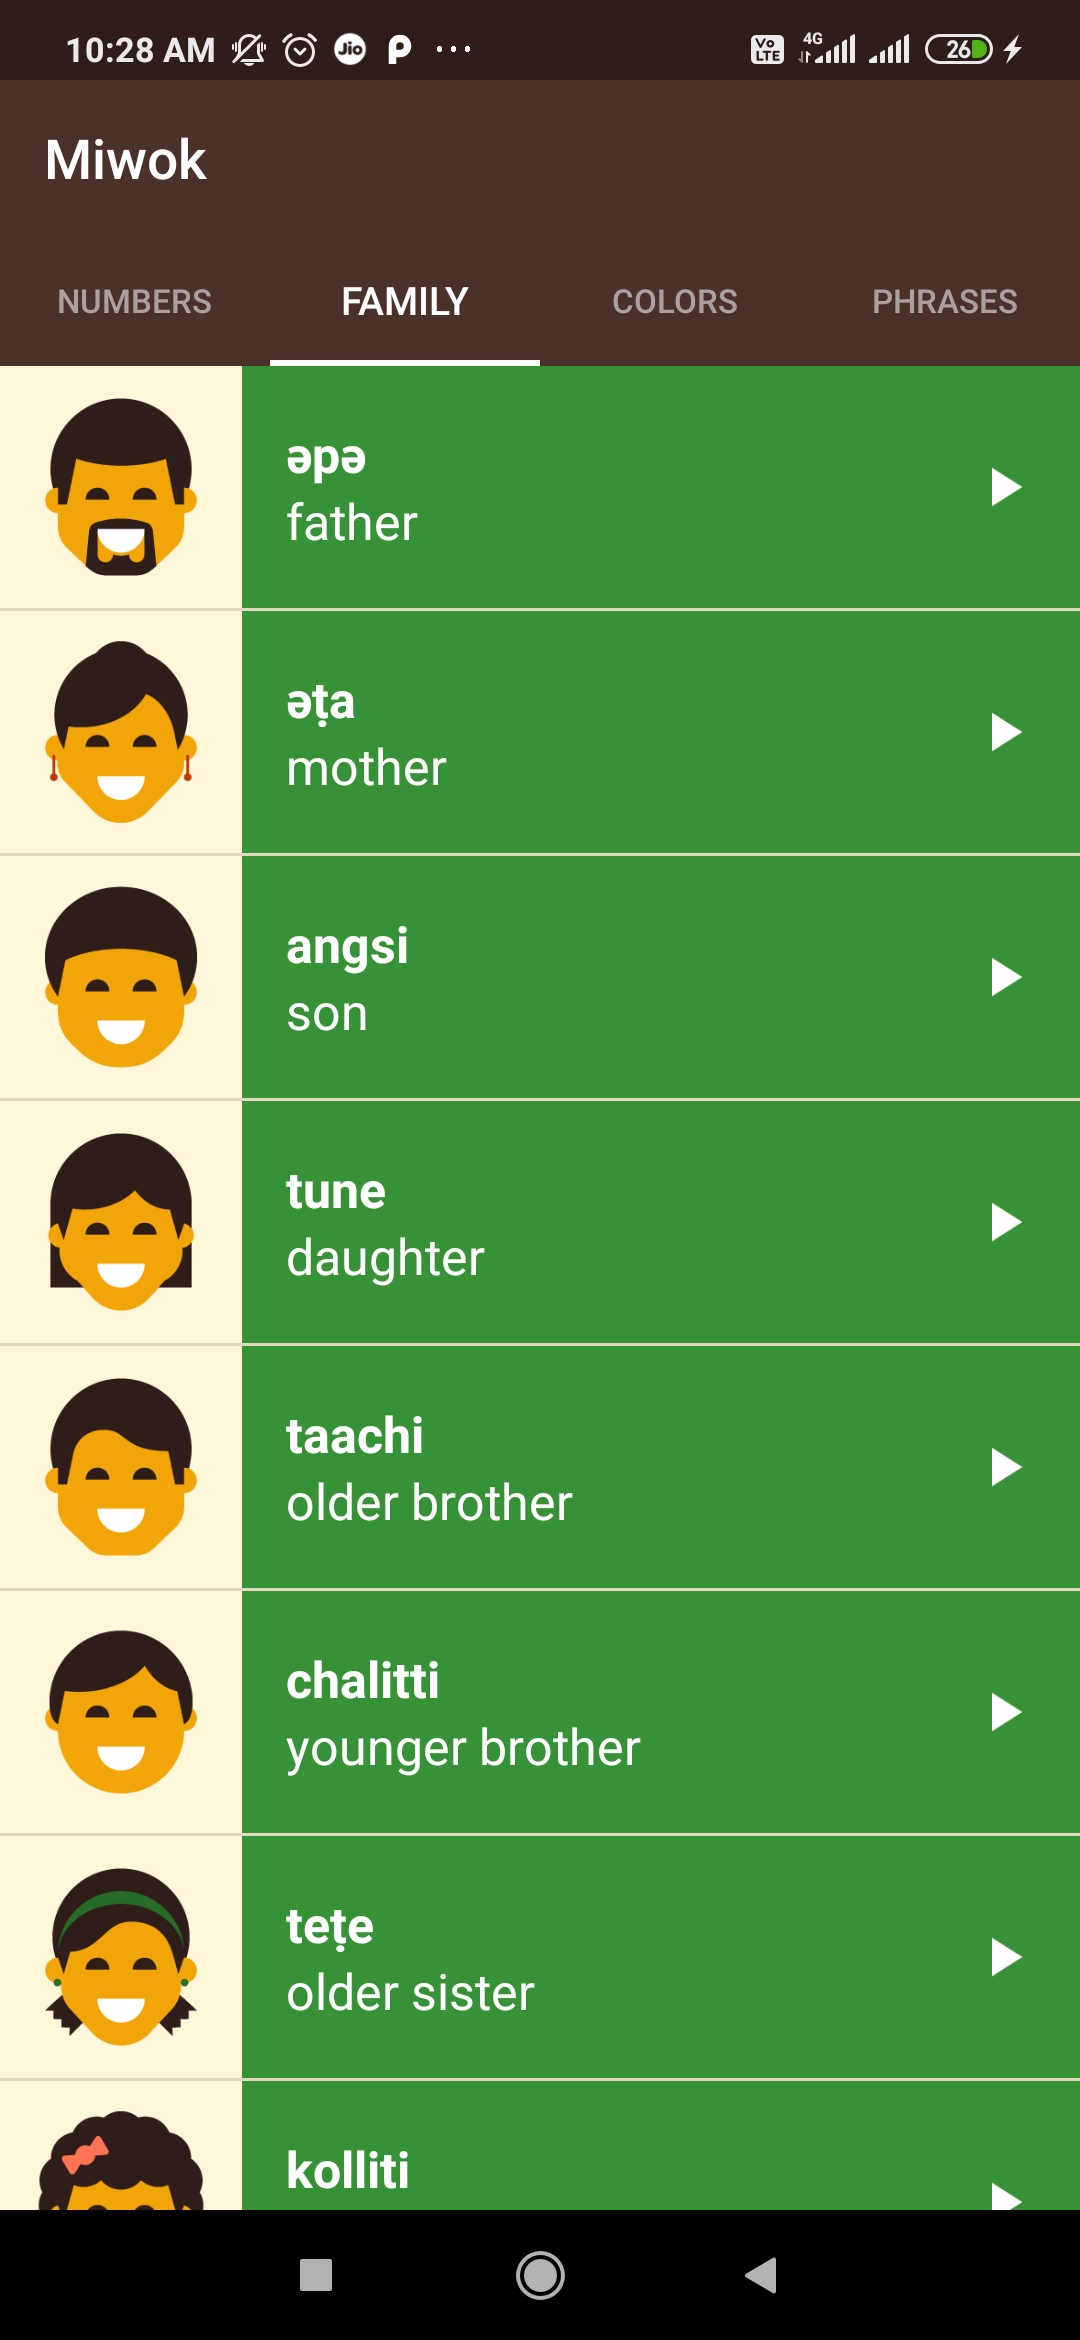 10:28 AM Jio P ... Vo LTE 4G 26
Miwok
NUMBERS FAMILY COLORS PHRASES
əpə
father
əṭa
mother
angsi
son
tune
daughter
taachi
older brother
chalitti
younger brother
teṭe
older sister
kolliti